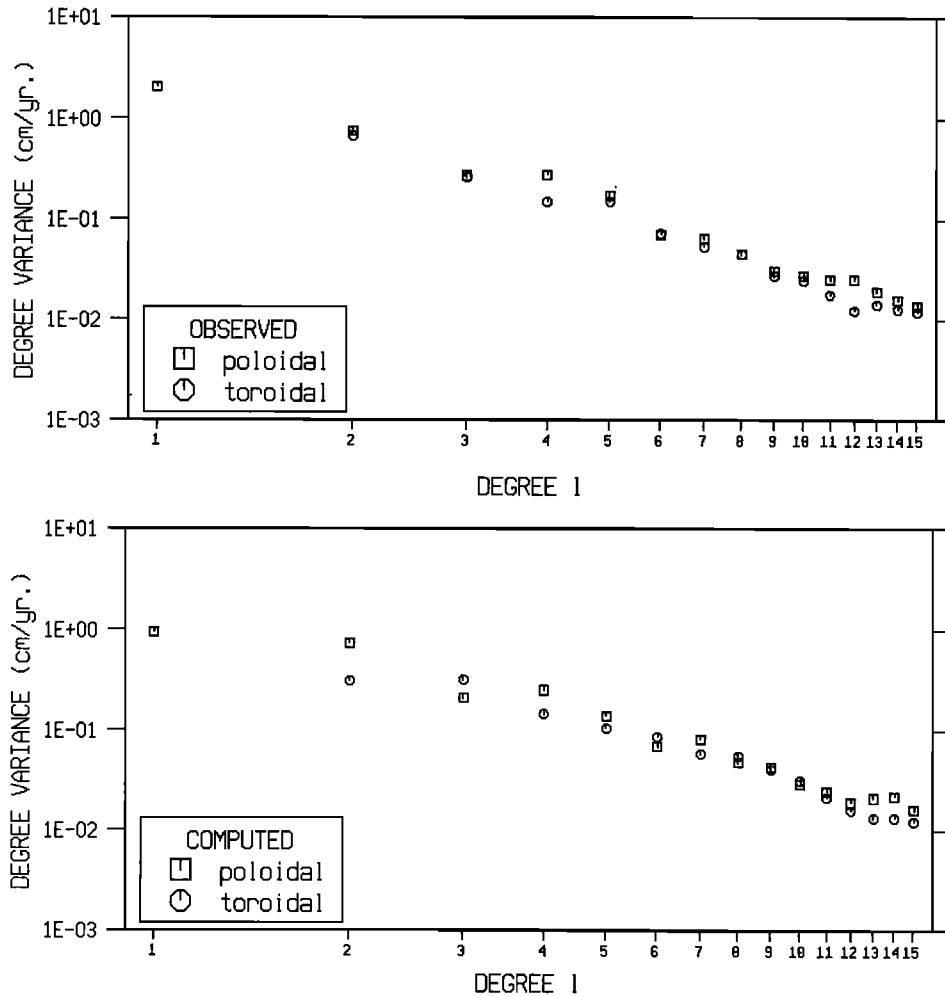 1E+01
1E+00
1E-01
1E-02
1E-03
DEGREE VARIANCE (cm/yr.)
OBSERVED
poloidal
toroidal
1 2 3 4 5 6 7 8 9 10 11 12 13 14 15
DEGREE l
1E+01
1E+00
1E-01
1E-02
1E-03
DEGREE VARIANCE (cm/yr.)
COMPUTED
poloidal
toroidal
1 2 3 4 5 6 7 8 9 10 11 12 13 14 15
DEGREE l